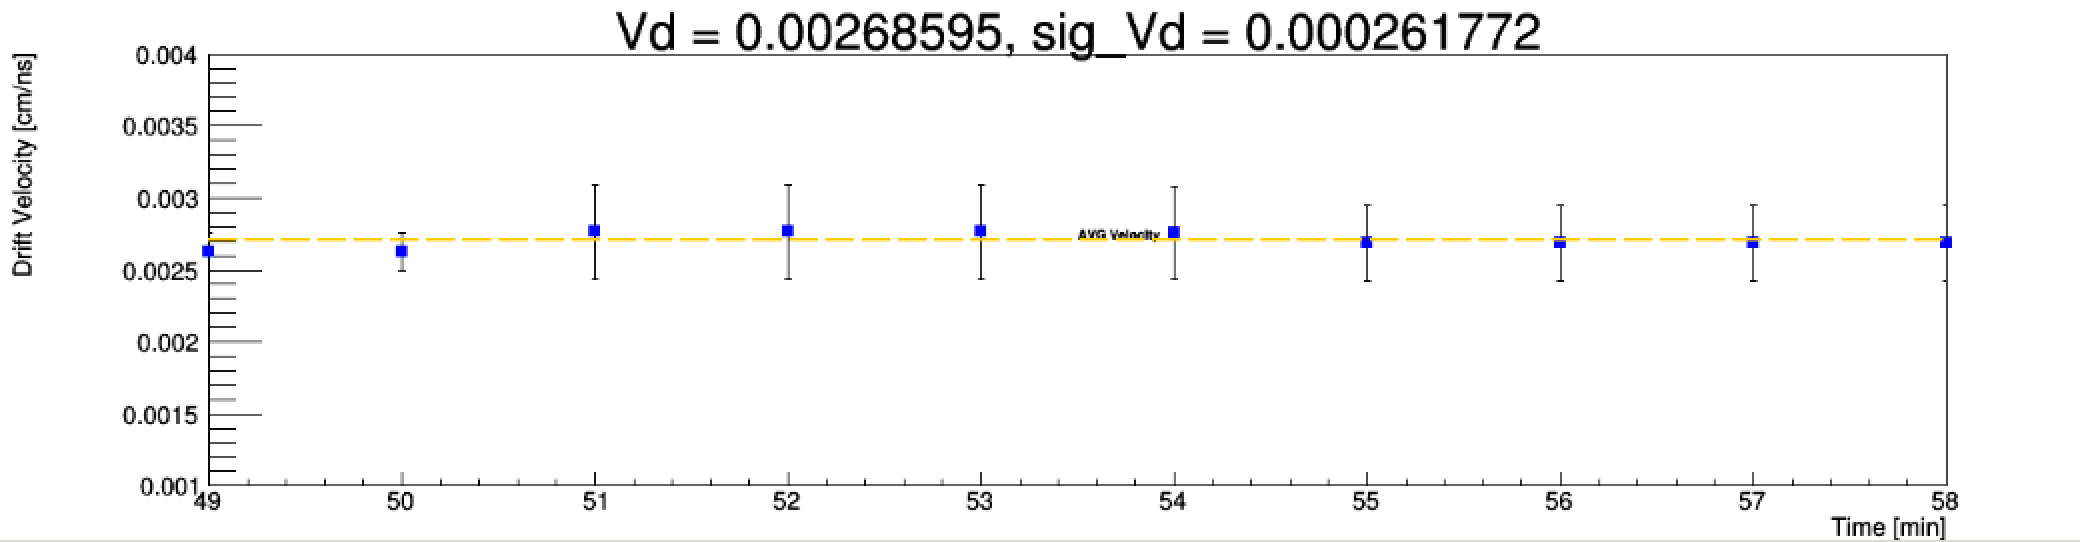 Vd = 0.00268595, sig_Vd = 0.000261772
Drift Velocity [cm/ns]
0.004
0.0035
0.003
0.0025
0.002
0.0015
0.001
AVG Velocity
49 50 51 52 53 54 55 56 57 58
Time [min]